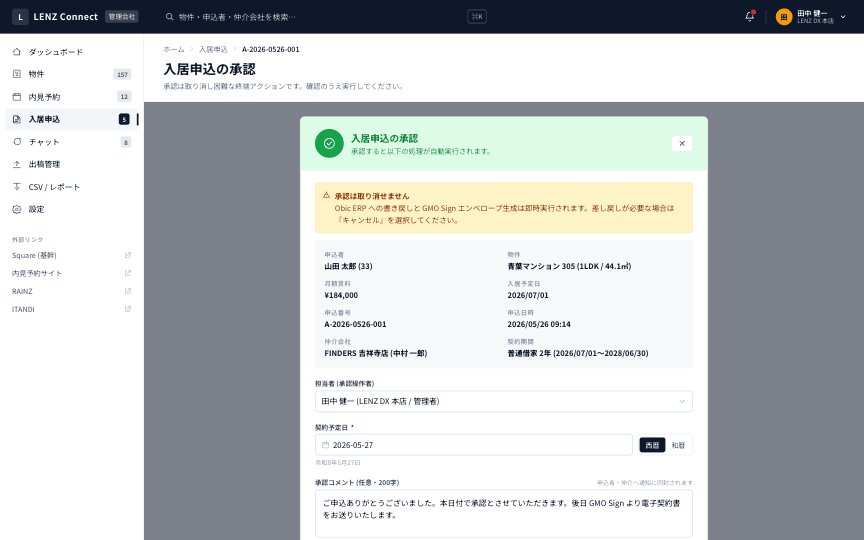 L LENZ Connect 管理会社
物件・申込者・仲介会社を検索…
⌘K
田 田中 健一
LENZ DX 本店
ダッシュボード
物件 157
内見予約 12
入居申込 5
チャット 8
出稿管理
CSV / レポート
設定
外部リンク
Square (基幹)
内見予約サイト
RAINZ
ITANDI
ホーム > 入居申込 > A-2026-0526-001
入居申込の承認
承認は取り消し困難な終端アクションです。確認のうえ実行してください。
入居申込の承認
承認すると以下の処理が自動実行されます。
承認は取り消せません
Obic ERP への書き戻しと GMO Sign エンベロープ生成は即時実行されます。差し戻しが必要な場合は
『キャンセル』を選択してください。
申込者
山田 太郎 (33)
物件
青葉マンション 305 (1LDK / 44.1㎡)
月額賃料
¥184,000
入居予定日
2026/07/01
申込番号
A-2026-0526-001
申込日時
2026/05/26 09:14
仲介会社
FINDERS 吉祥寺店 (中村 一郎)
契約期間
普通借家 2年 (2026/07/01〜2028/06/30)
担当者 (承認操作者)
田中 健一 (LENZ DX 本店 / 管理者)
契約予定日 *
2026-05-27
西暦 和暦
令和8年5月27日
承認コメント (任意・200字)
申込者・仲介へ通知に同封されます
ご申込ありがとうございました。本日付で承認とさせていただきます。後日 GMO Sign より電子契約書
をお送りいたします。